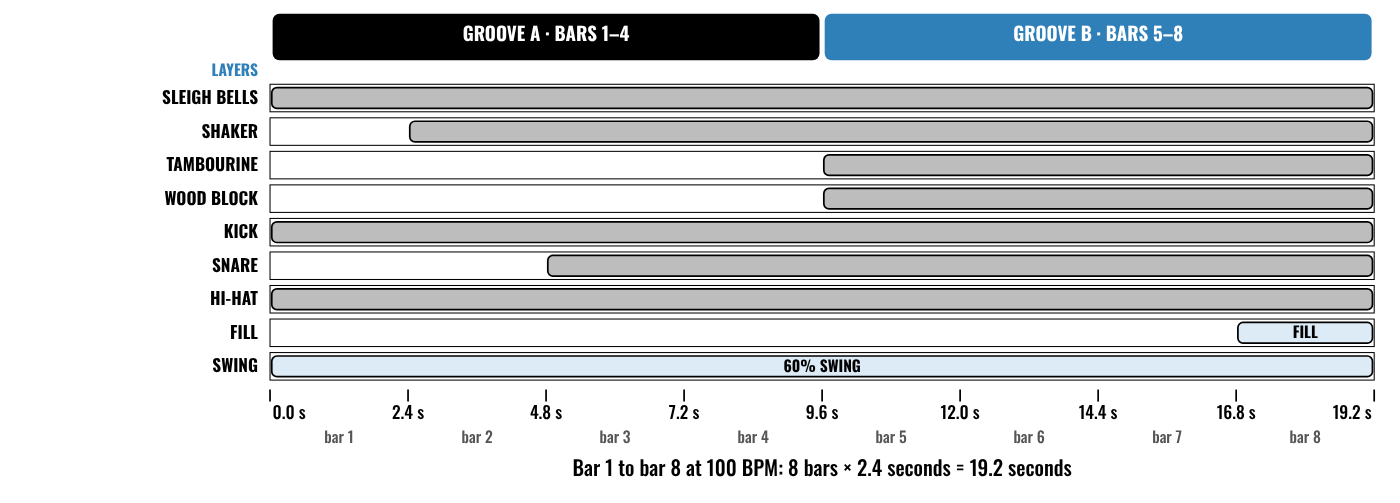 GROOVE A · BARS 1–4
GROOVE B · BARS 5–8
LAYERS
SLEIGH BELLS
SHAKER
TAMBOURINE
WOOD BLOCK
KICK
SNARE
HI-HAT
FILL
FILL
SWING
60% SWING
0.0 s 2.4 s 4.8 s 7.2 s 9.6 s 12.0 s 14.4 s 16.8 s 19.2 s
bar 1 bar 2 bar 3 bar 4 bar 5 bar 6 bar 7 bar 8
Bar 1 to bar 8 at 100 BPM: 8 bars × 2.4 seconds = 19.2 seconds